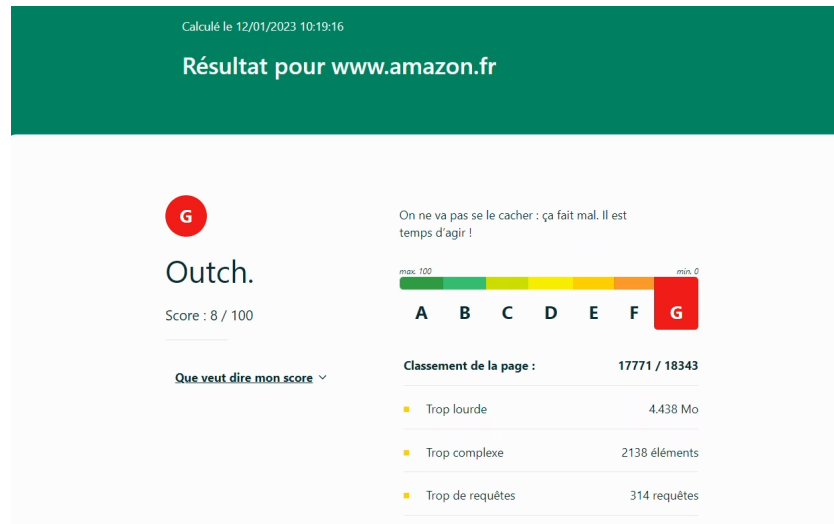 Calculé le 12/01/2023 10:19:16
Résultat pour www.amazon.fr
G
Outch.
Score : 8 / 100
Que veut dire mon score
On ne va pas se le cacher : ça fait mal. Il est
temps d'agir !
max. 100 min. 0
A B C D E F G
Classement de la page : 17771 / 18343
Trop lourde 4.438 Mo
Trop complexe 2138 éléments
Trop de requêtes 314 requêtes